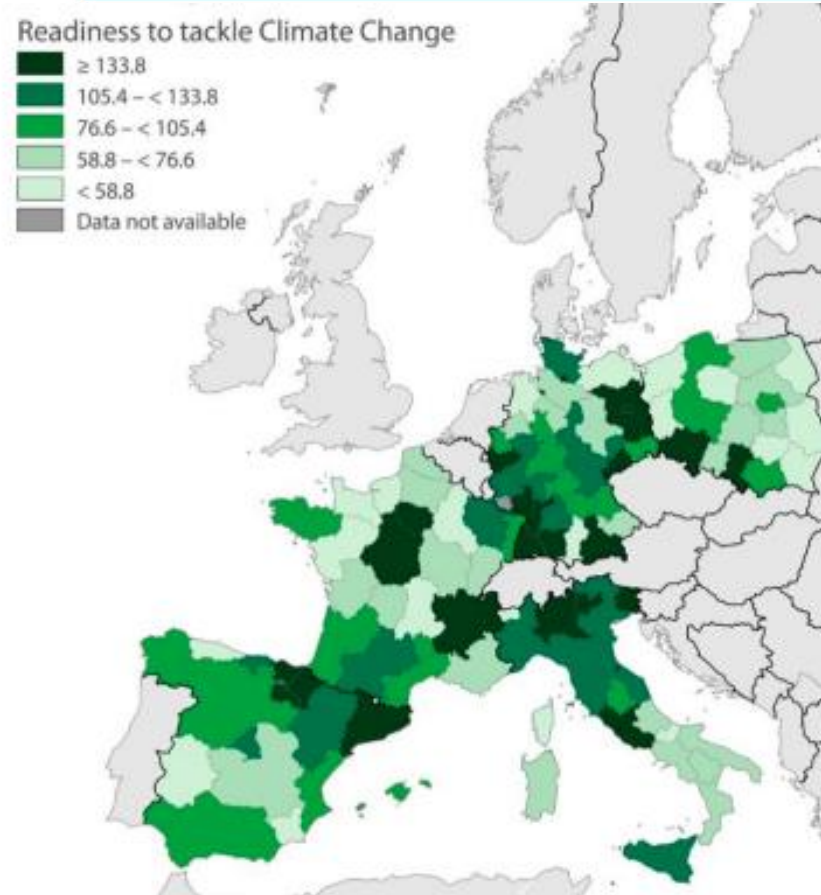 Readiness to tackle Climate Change
≥ 133.8
105.4 – < 133.8
76.6 – < 105.4
58.8 – < 76.6
< 58.8
Data not available